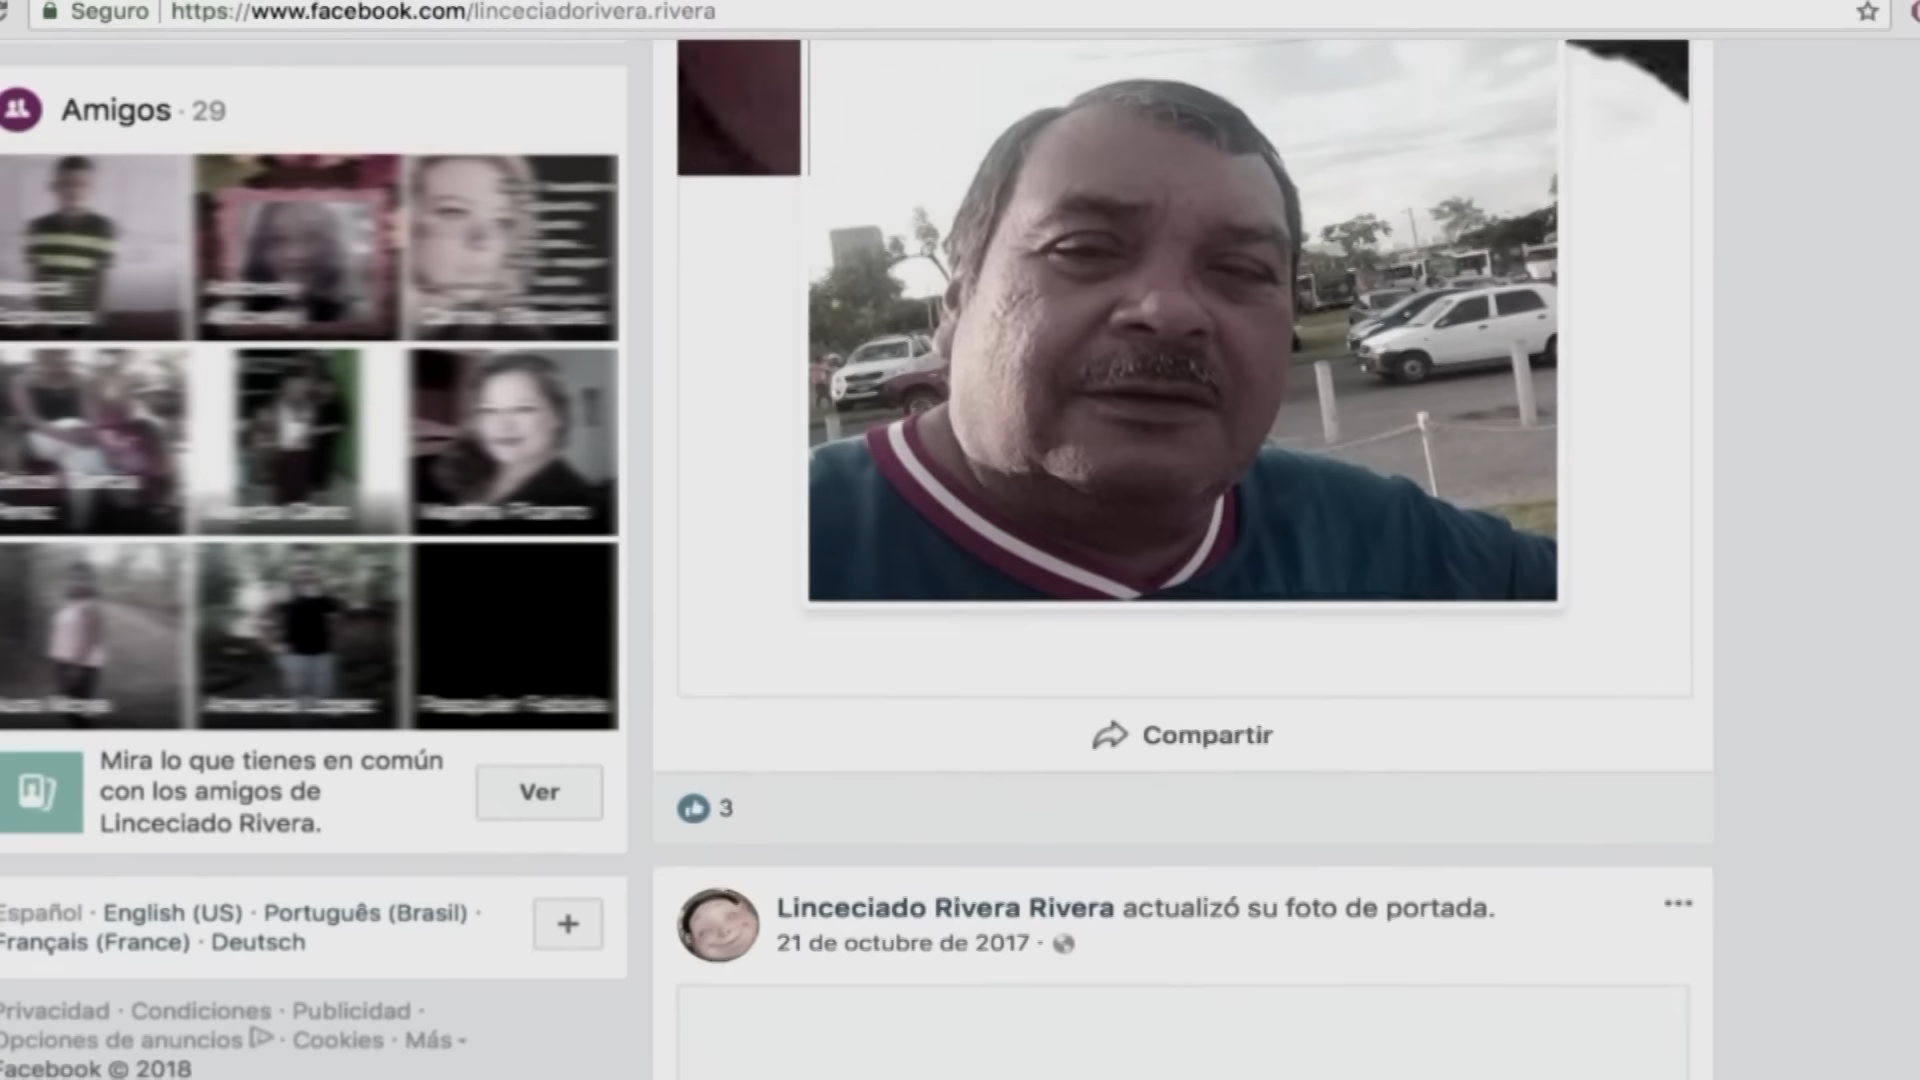 Seguro
https://www.facebook.com/linceciadorivera.rivera
Amigos · 29
Mira lo que tienes en común
con los amigos de
Linceciado Rivera.
Ver
Español · English (US) · Português (Brasil) ·
Français (France) · Deutsch
+
Privacidad · Condiciones · Publicidad ·
Opciones de anuncios · Cookies · Más
Facebook © 2018
Compartir
3
Linceciado Rivera Rivera actualizó su foto de portada.
21 de octubre de 2017 ·